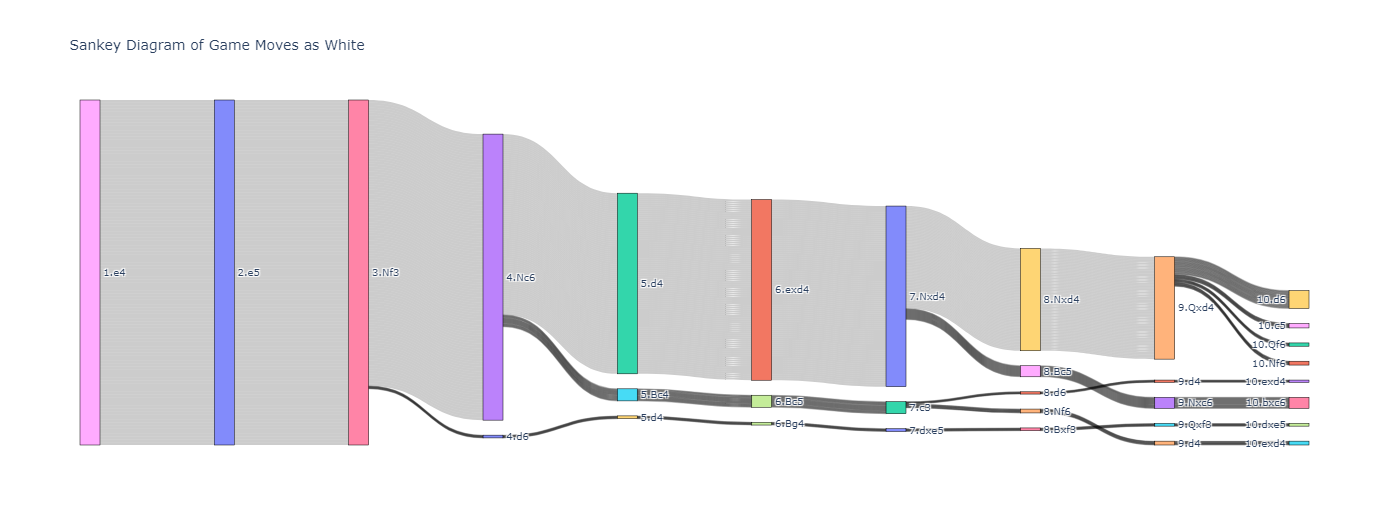 Sankey Diagram of Game Moves as White
1.e4
2.e5
3.Nf3
4.Nc6
4.d6
5.d4
5.Bc4
5.d4
6.exd4
6.Bc5
6.Bg4
7.Nxd4
7.c3
7.dxe5
8.Nxd4
8.Bc5
8.d6
8.Nf6
8.Bxf3
9.Qxd4
9.d4
9.Nxc6
9.Qxf3
9.d4
10.d6
10.c5
10.Qf6
10.Nf6
10.exd4
10.bxc6
10.dxe5
10.exd4